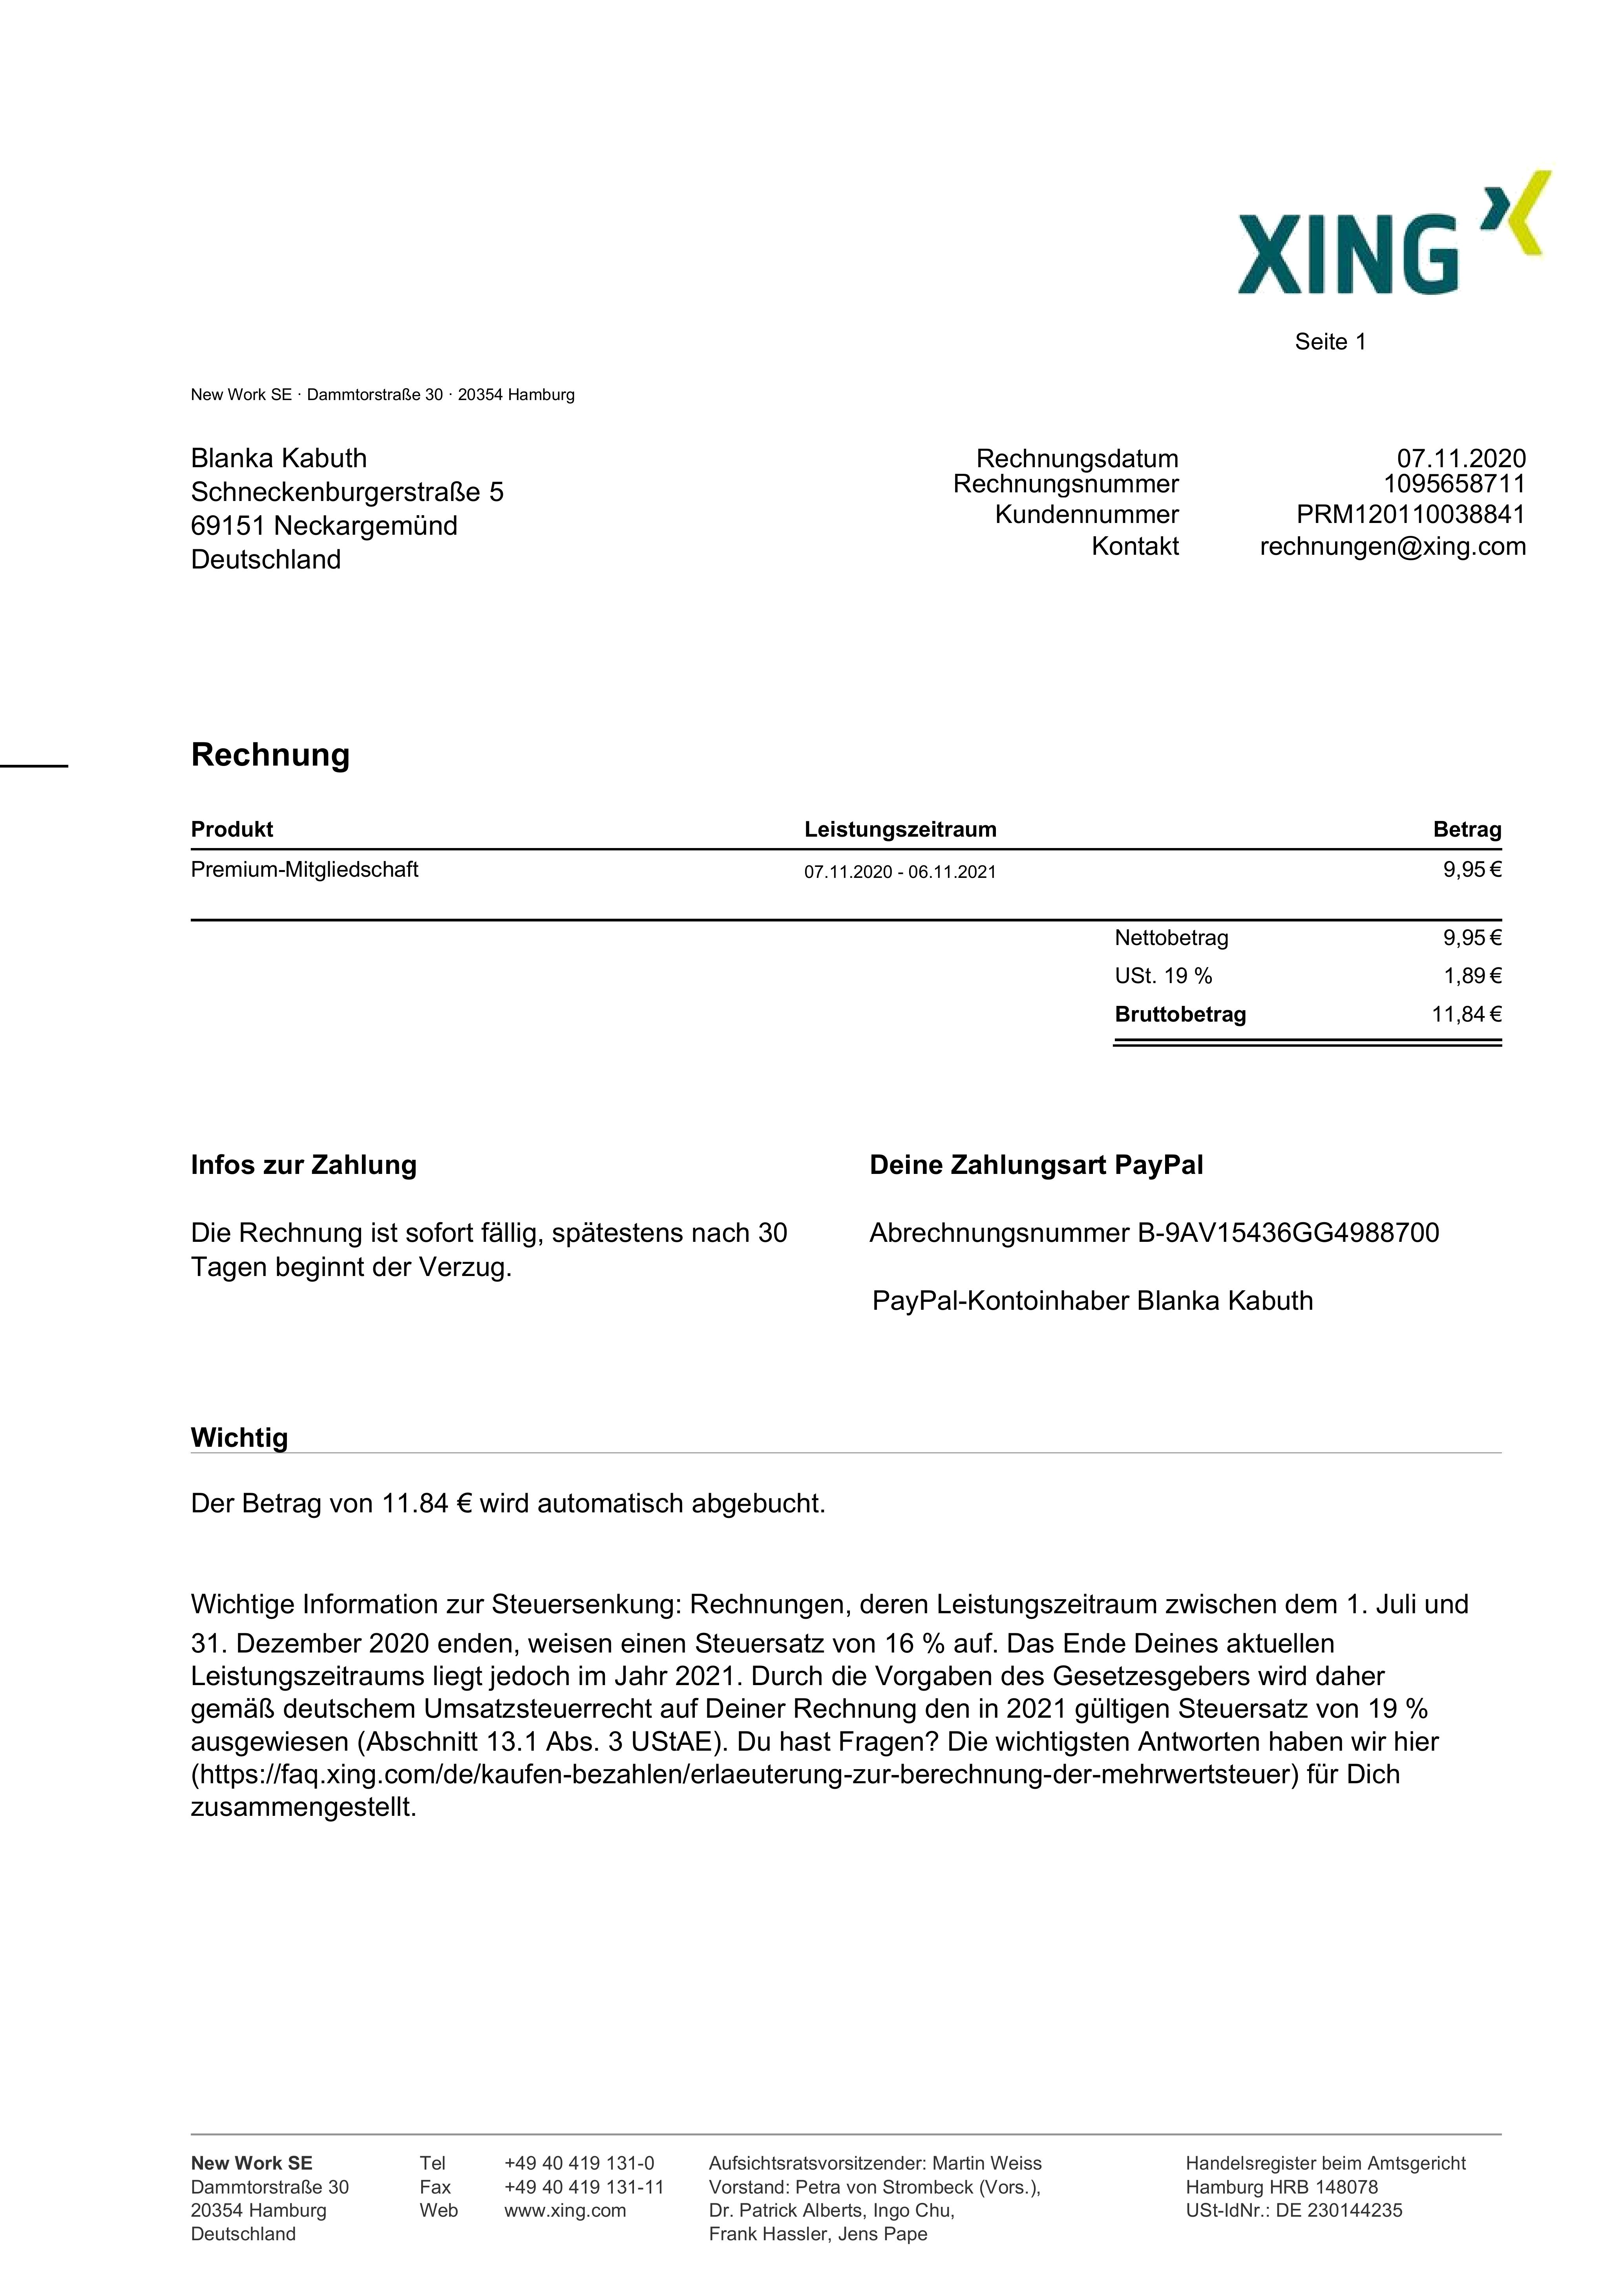 XING
Seite 1
New Work SE · Dammtorstraße 30 · 20354 Hamburg
Blanka Kabuth
Schneckenburgerstraße 5
69151 Neckargemünd
Deutschland
Rechnungsdatum 07.11.2020
Rechnungsnummer 1095658711
Kundennummer PRM120110038841
Kontakt rechnungen@xing.com
Rechnung
Produkt Leistungszeitraum Betrag
Premium-Mitgliedschaft 07.11.2020 - 06.11.2021 9,95 €
Nettobetrag 9,95 €
USt. 19 % 1,89 €
Bruttobetrag 11,84 €
Infos zur Zahlung
Die Rechnung ist sofort fällig, spätestens nach 30
Tagen beginnt der Verzug.
Deine Zahlungsart PayPal
Abrechnungsnummer B-9AV15436GG4988700
PayPal-Kontoinhaber Blanka Kabuth
Wichtig
Der Betrag von 11.84 € wird automatisch abgebucht.
Wichtige Information zur Steuersenkung: Rechnungen, deren Leistungszeitraum zwischen dem 1. Juli und
31. Dezember 2020 enden, weisen einen Steuersatz von 16 % auf. Das Ende Deines aktuellen
Leistungszeitraums liegt jedoch im Jahr 2021. Durch die Vorgaben des Gesetzesgebers wird daher
gemäß deutschem Umsatzsteuerrecht auf Deiner Rechnung den in 2021 gültigen Steuersatz von 19 %
ausgewiesen (Abschnitt 13.1 Abs. 3 UStAE). Du hast Fragen? Die wichtigsten Antworten haben wir hier
(https://faq.xing.com/de/kaufen-bezahlen/erlaeuterung-zur-berechnung-der-mehrwertsteuer) für Dich
zusammengestellt.
New Work SE
Dammtorstraße 30
20354 Hamburg
Deutschland
Tel +49 40 419 131-0
Fax +49 40 419 131-11
Web www.xing.com
Aufsichtsratsvorsitzender: Martin Weiss
Vorstand: Petra von Strombeck (Vors.),
Dr. Patrick Alberts, Ingo Chu,
Frank Hassler, Jens Pape
Handelsregister beim Amtsgericht
Hamburg HRB 148078
USt-IdNr.: DE 230144235